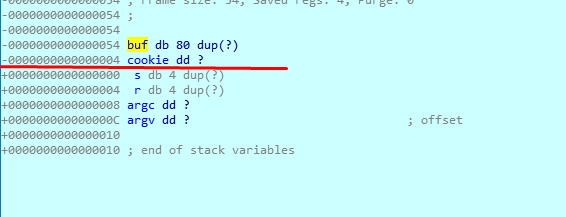 -0000000000000054 ; Frame size: 54; Saved regs: 4; Purge: 0
-0000000000000054 ;
-0000000000000054
-0000000000000054 buf db 80 dup(?)
-0000000000000004 cookie dd ?
+0000000000000000 s db 4 dup(?)
+0000000000000004 r db 4 dup(?)
+0000000000000008 argc dd ?
+000000000000000C argv dd ? ; offset
+0000000000000010
+0000000000000010 ; end of stack variables